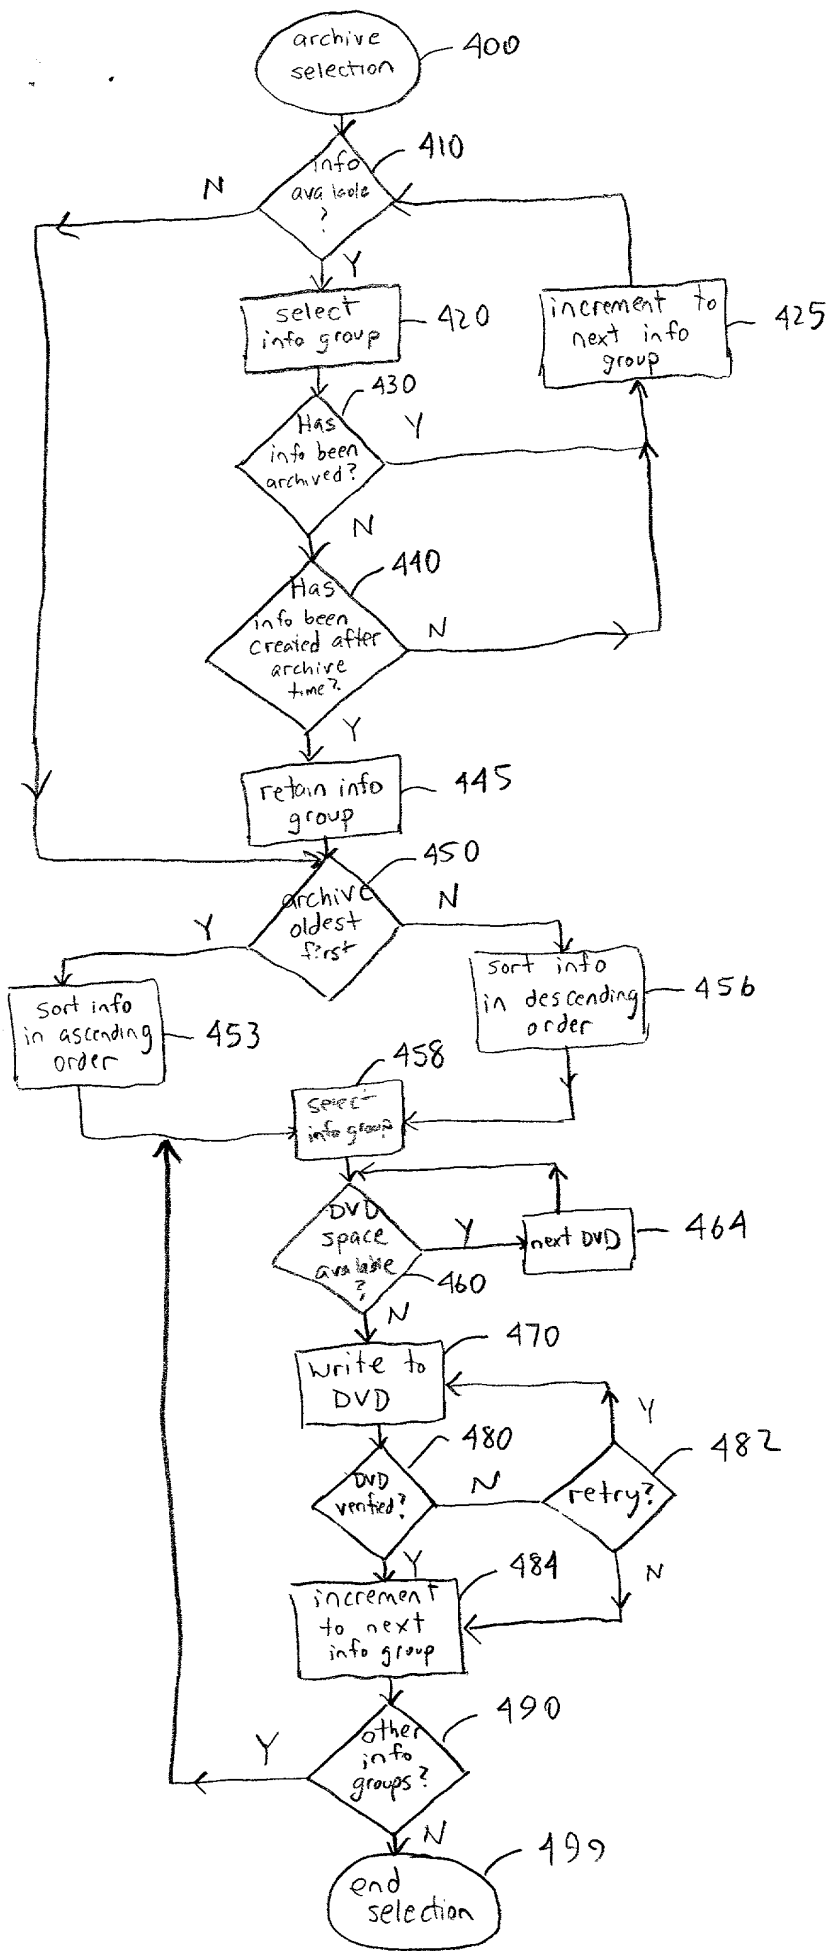 archive
selection
400
410
info
available
?
N
Y
select
info group
420
increment to
next info
group
425
430
Has
info been
archived?
Y
N
440
Has
info been
created after
archive
time?
N
Y
retain info
group
445
450
archive
oldest
first
Y
N
sort info
in ascending
order
453
sort info
in descending
order
456
458
select
info group
DVD
space
available
?
460
Y
next DVD
464
N
470
write to
DVD
480
DVD
verified?
N
retry?
482
Y
N
Y
484
increment
to next
info group
490
other
info
groups?
Y
N
499
end
selection